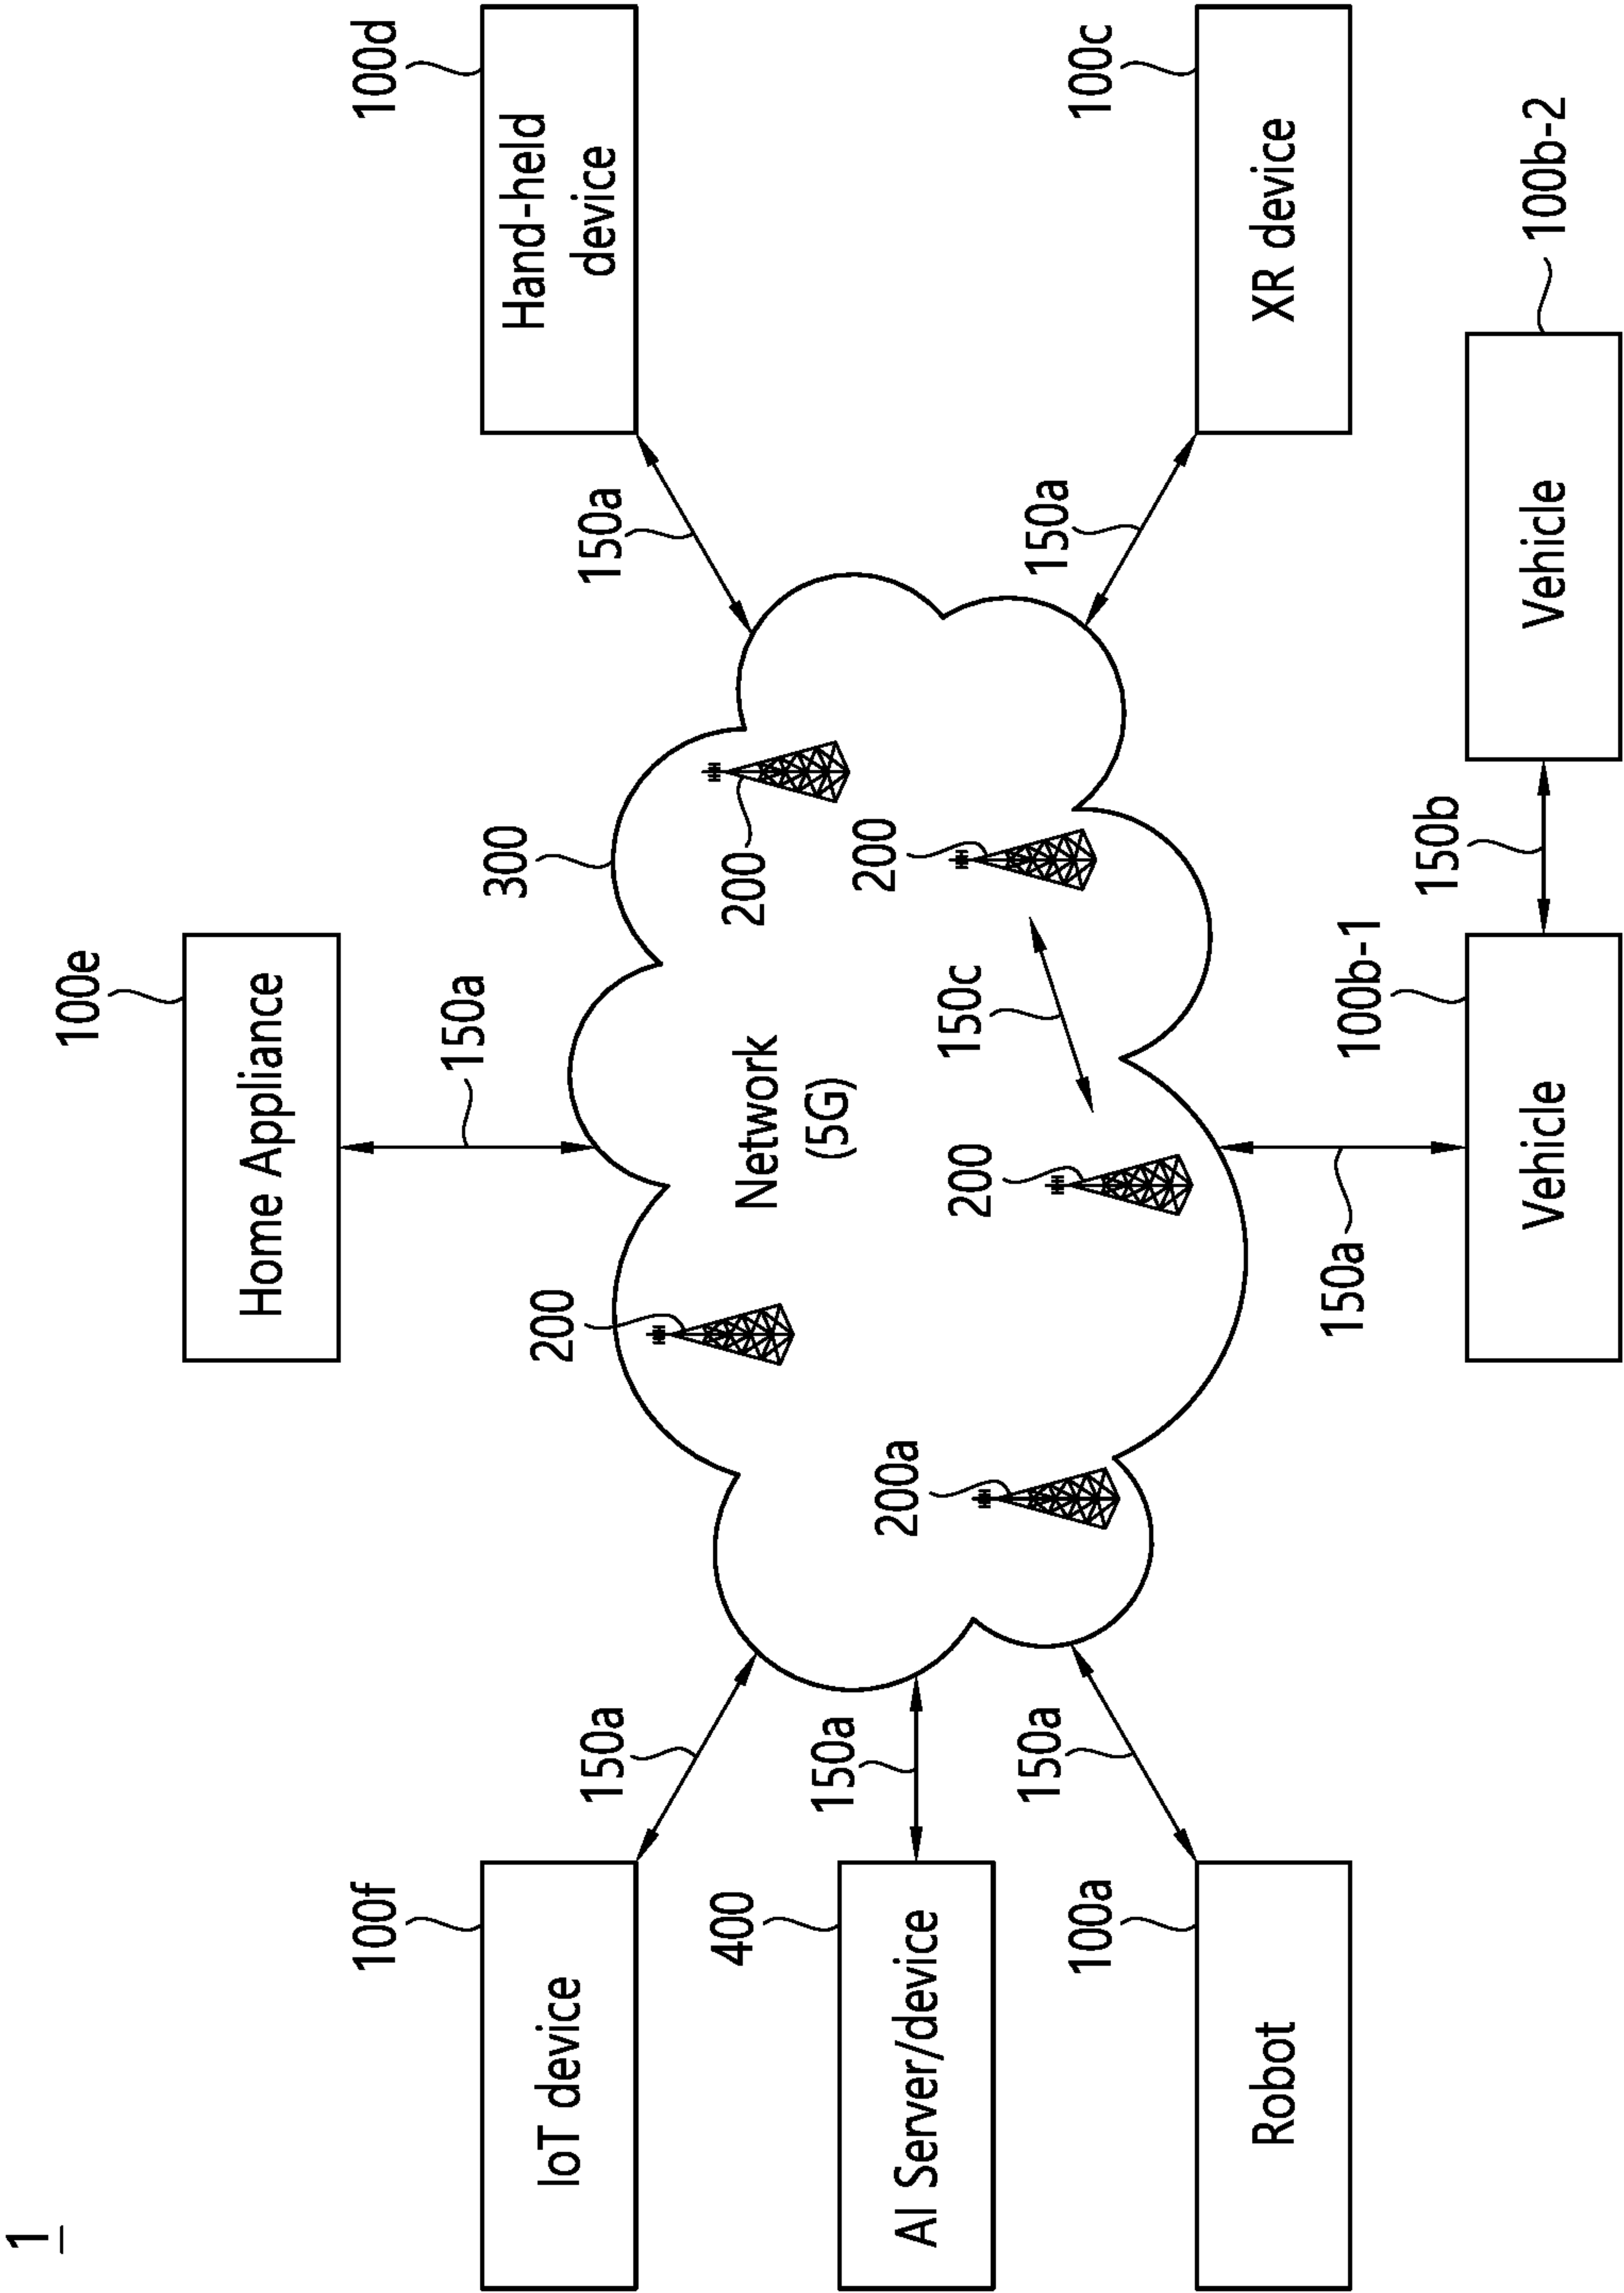 1
100e
Home Appliance
150a
100f
IoT device
150a
300
200
Network
(5G)
200
150a
100d
Hand-held
device
400
AI Server/device
150a
200a
200
150c
200
100a
Robot
150a
150a
100c
XR device
150a
100b-1
Vehicle
150b
Vehicle
100b-2